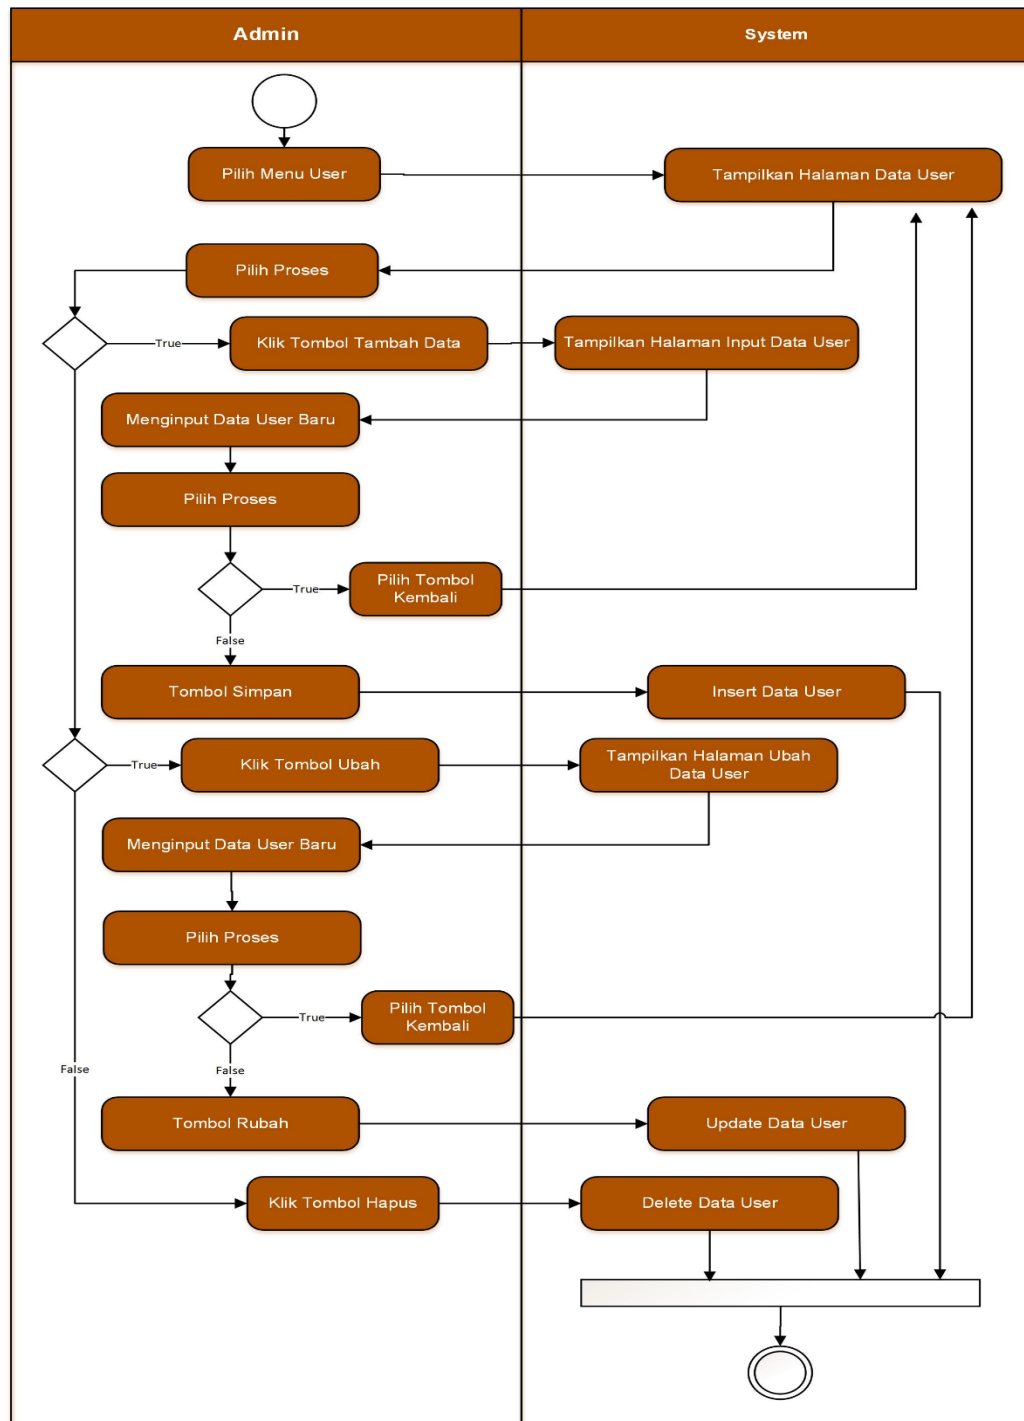 Admin
System
Pilih Menu User
Tampilkan Halaman Data User
Pilih Proses
True
Klik Tombol Tambah Data
Tampilkan Halaman Input Data User
Menginput Data User Baru
Pilih Proses
True
Pilih Tombol
Kembali
False
Tombol Simpan
Insert Data User
True
Klik Tombol Ubah
Tampilkan Halaman Ubah
Data User
Menginput Data User Baru
Pilih Proses
True
Pilih Tombol
Kembali
False
False
Tombol Rubah
Update Data User
Klik Tombol Hapus
Delete Data User